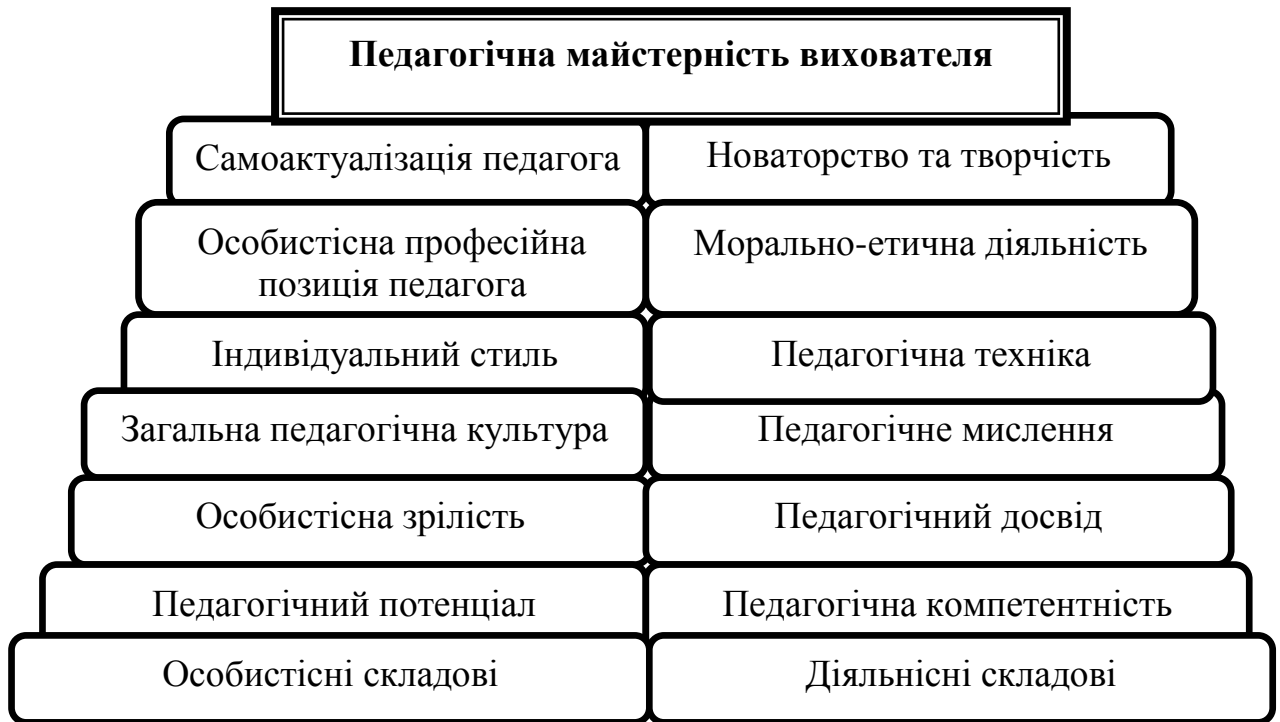 Педагогічна майстерність вихователя
Самоактуалізація педагога
Новаторство та творчість
Особистісна професійна
позиція педагога
Морально-етична діяльність
Індивідуальний стиль
Педагогічна техніка
Загальна педагогічна культура
Педагогічне мислення
Особистісна зрілість
Педагогічний досвід
Педагогічний потенціал
Педагогічна компетентність
Особистісні складові
Діяльнісні складові